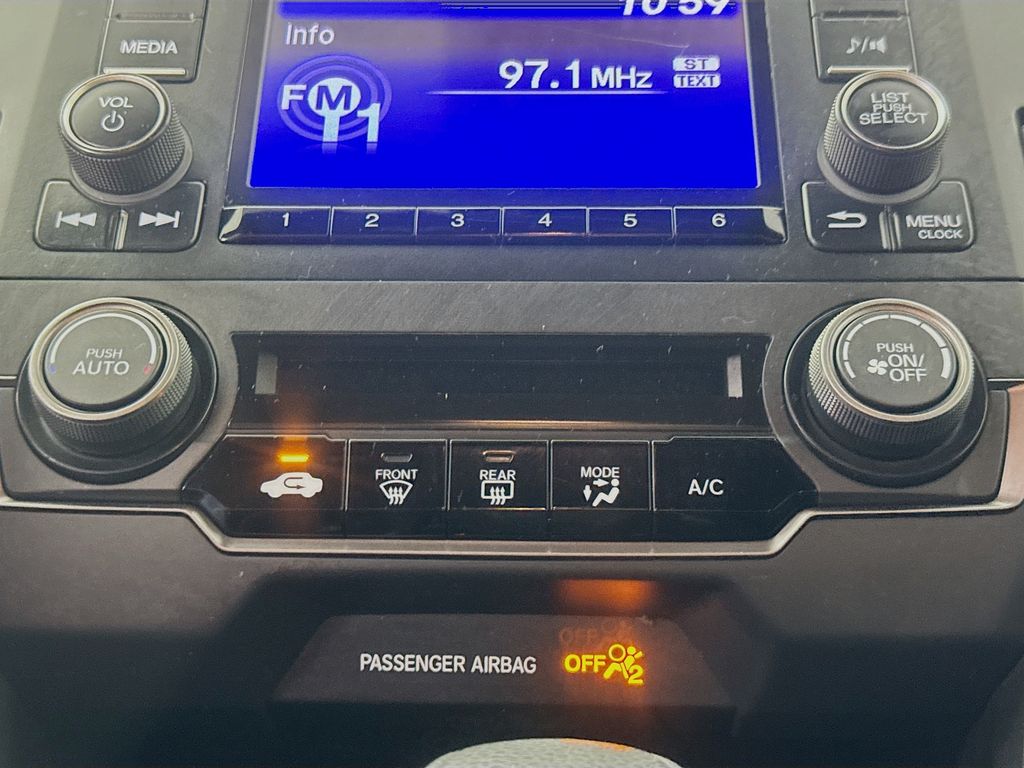 10:59
MEDIA
Info
97.1 MHz
ST
TEXT
FM1
VOL
LIST
PUSH
SELECT
1 2 3 4 5 6
MENU
CLOCK
PUSH
AUTO
PUSH
ON/
OFF
FRONT
REAR
MODE
A/C
PASSENGER AIRBAG
OFF 2